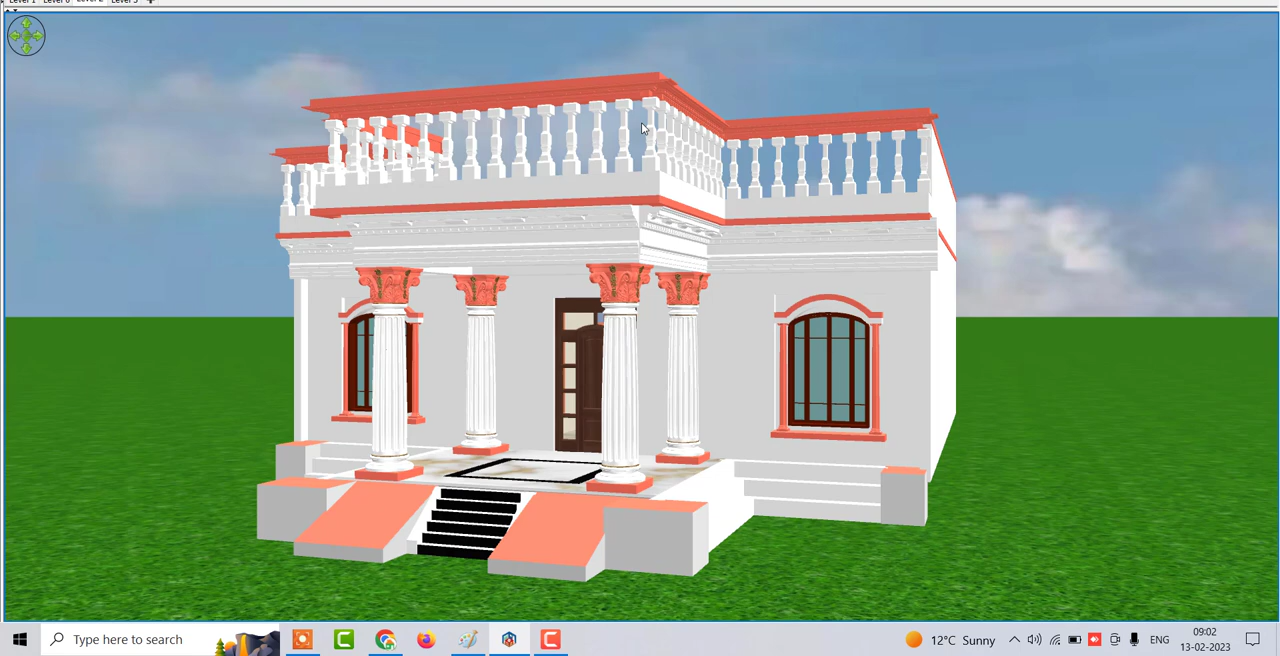 Level 1 Level 0 Level 2 Level 3
Type here to search
12°C Sunny
ENG
09:02
13-02-2023